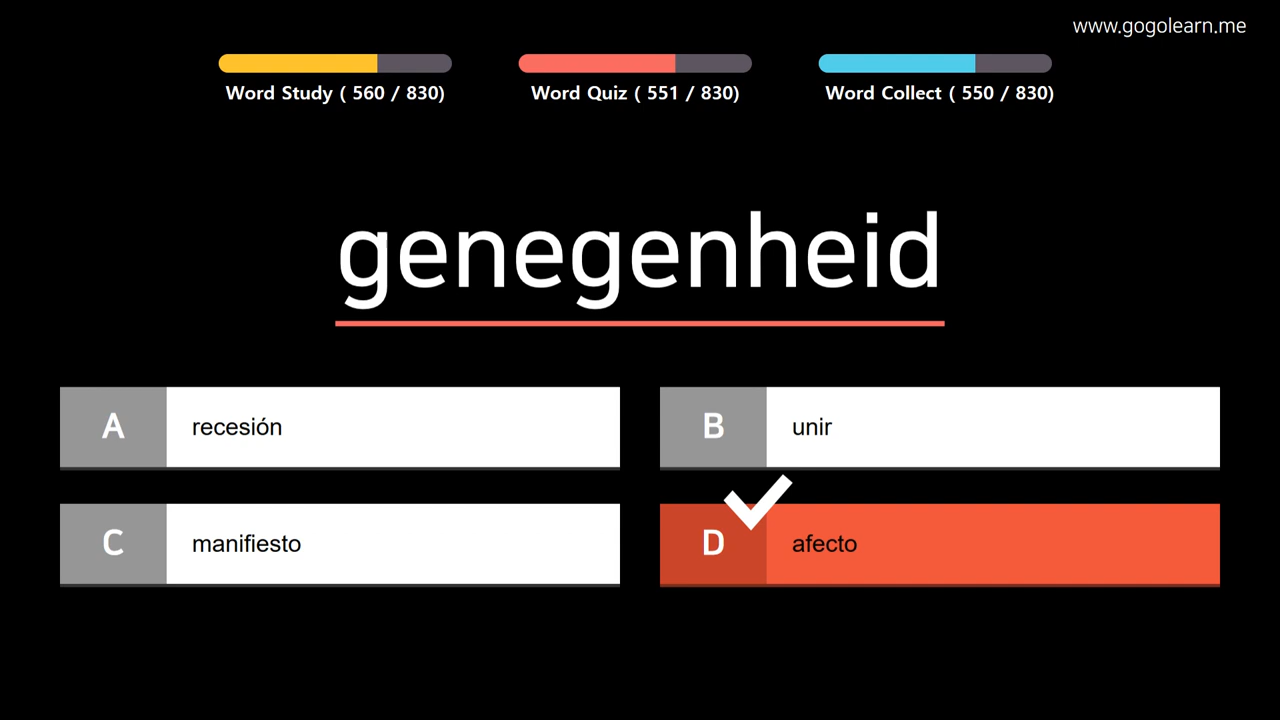 www.gogolearn.me
Word Study ( 560 / 830)
Word Quiz ( 551 / 830)
Word Collect ( 550 / 830)
genegenheid
A recesión
B unir
C manifiesto
D afecto